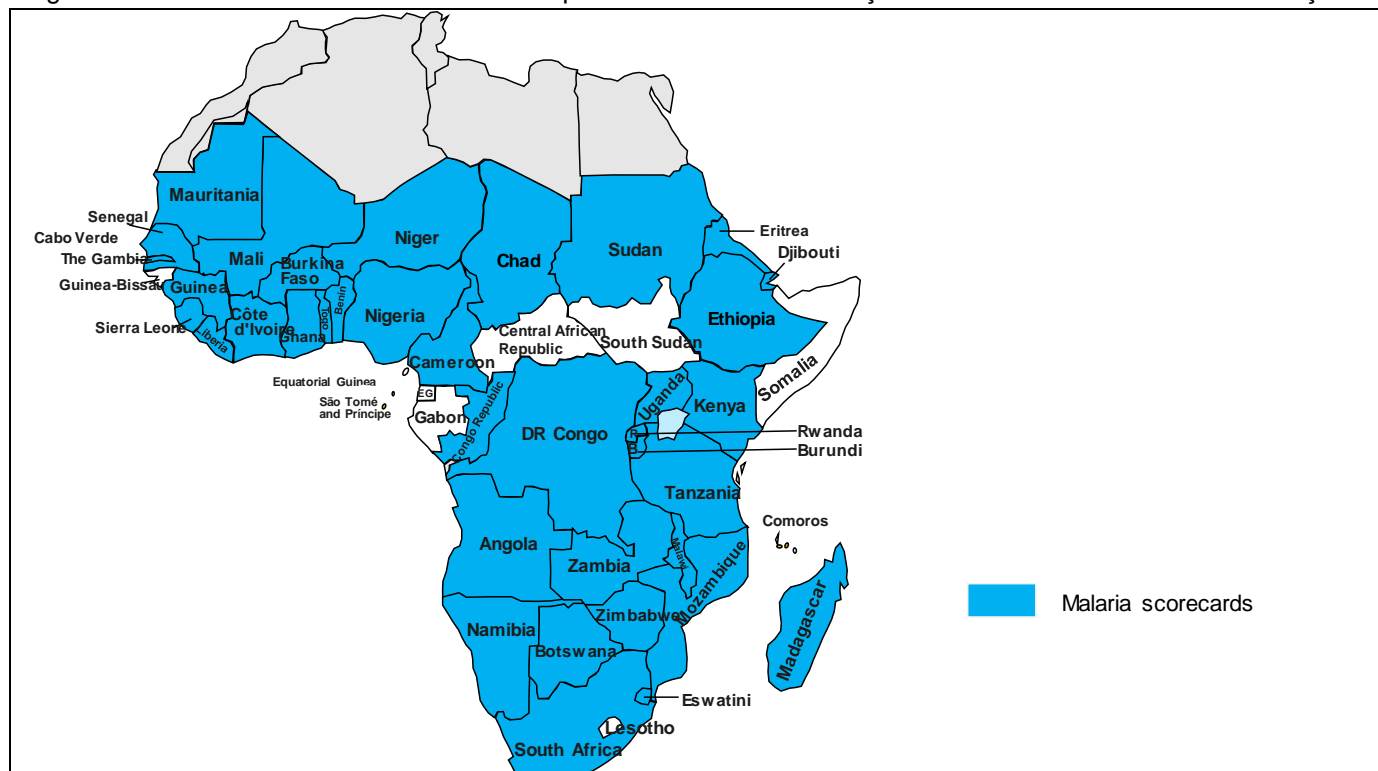 Mauritania
Senegal
Cabo Verde
The Gambia
Guinea-Bissau
Guinea
Sierra Leone
Liberia
Mali
Burkina
Faso
Côte
d'Ivoire
Ghana
Togo
Benin
Niger
Nigeria
Chad
Sudan
Eritrea
Djibouti
Ethiopia
Central African
Republic
South Sudan
Somalia
Cameroon
Equatorial Guinea
São Tomé
and Príncipe
EG
Gabon
Congo Republic
DR Congo
Uganda
Kenya
R
B
Rwanda
Burundi
Tanzania
Comoros
Angola
Zambia
Malawi
Mozambique
Madagascar
Zimbabwe
Namibia
Botswana
Eswatini
Lesotho
South Africa
Malaria scorecards